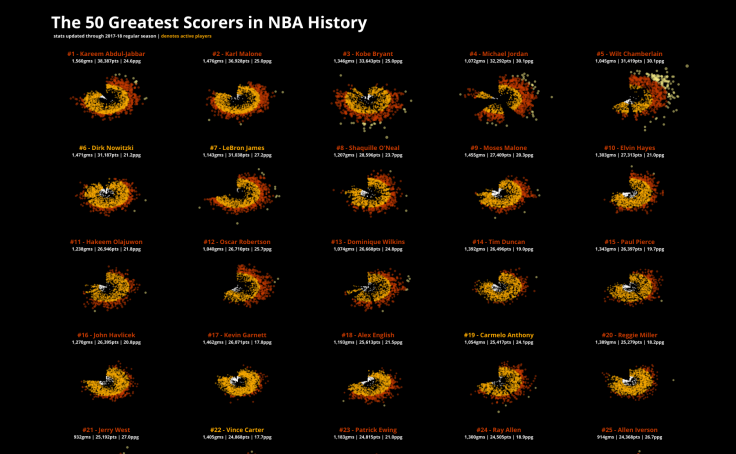 The 50 Greatest Scorers in NBA History
stats updated through 2017-18 regular season | denotes active players
#1 - Kareem Abdul-Jabbar
1,560gms | 38,387pts | 24.6ppg
#2 - Karl Malone
1,476gms | 36,928pts | 25.0ppg
#3 - Kobe Bryant
1,346gms | 33,643pts | 25.0ppg
#4 - Michael Jordan
1,072gms | 32,292pts | 30.1ppg
#5 - Wilt Chamberlain
1,045gms | 31,419pts | 30.1ppg
#6 - Dirk Nowitzki
1,471gms | 31,187pts | 21.2ppg
#7 - LeBron James
1,143gms | 31,038pts | 27.2ppg
#8 - Shaquille O'Neal
1,207gms | 28,596pts | 23.7ppg
#9 - Moses Malone
1,455gms | 27,409pts | 20.3ppg
#10 - Elvin Hayes
1,303gms | 27,313pts | 21.0ppg
#11 - Hakeem Olajuwon
1,238gms | 26,946pts | 21.8ppg
#12 - Oscar Robertson
1,040gms | 26,710pts | 25.7ppg
#13 - Dominique Wilkins
1,074gms | 26,668pts | 24.8ppg
#14 - Tim Duncan
1,392gms | 26,496pts | 19.0ppg
#15 - Paul Pierce
1,343gms | 26,397pts | 19.7ppg
#16 - John Havlicek
1,270gms | 26,395pts | 20.8ppg
#17 - Kevin Garnett
1,462gms | 26,071pts | 17.8ppg
#18 - Alex English
1,193gms | 25,613pts | 21.5ppg
#19 - Carmelo Anthony
1,054gms | 25,417pts | 24.1ppg
#20 - Reggie Miller
1,389gms | 25,279pts | 18.2ppg
#21 - Jerry West
932gms | 25,192pts | 27.0ppg
#22 - Vince Carter
1,405gms | 24,868pts | 17.7ppg
#23 - Patrick Ewing
1,183gms | 24,815pts | 21.0ppg
#24 - Ray Allen
1,300gms | 24,505pts | 18.9ppg
#25 - Allen Iverson
914gms | 24,368pts | 26.7ppg